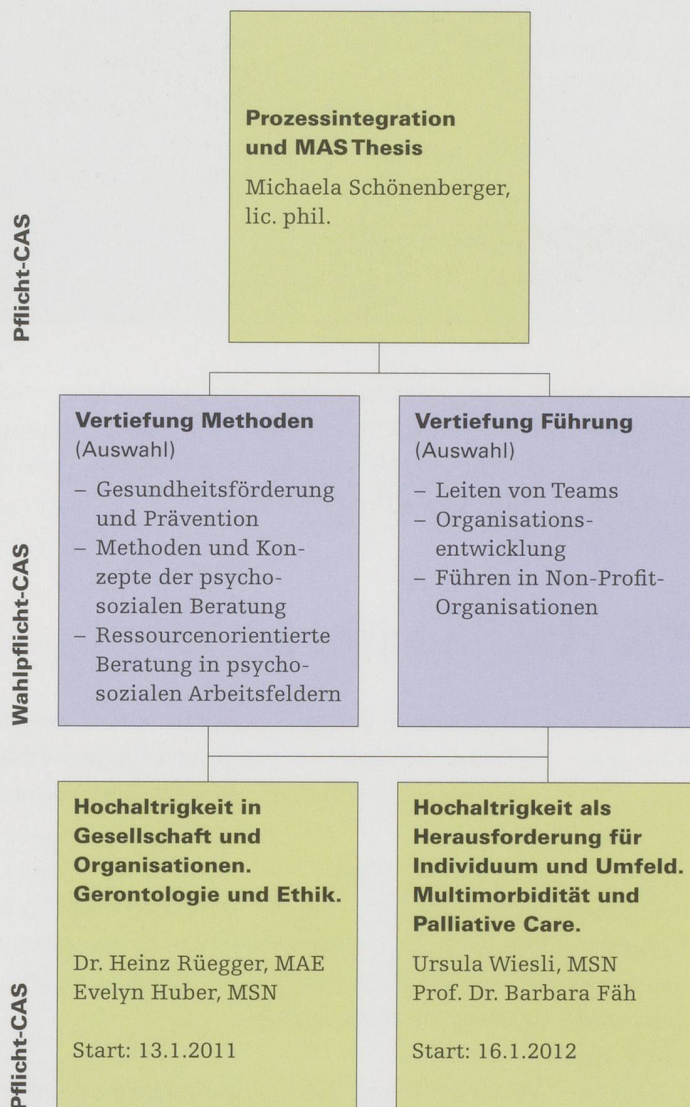 Pflicht-CAS
Prozessintegration
und MAS Thesis
Michaela Schönenberger,
lic. phil.
Wahlpflicht-CAS
Vertiefung Methoden
(Auswahl)
– Gesundheitsförderung
und Prävention
– Methoden und Kon-
zepte der psycho-
sozialen Beratung
– Ressourcenorientierte
Beratung in psycho-
sozialen Arbeitsfeldern
Vertiefung Führung
(Auswahl)
– Leiten von Teams
– Organisations-
entwicklung
– Führen in Non-Profit-
Organisationen
Pflicht-CAS
Hochaltrigkeit in
Gesellschaft und
Organisationen.
Gerontologie und Ethik.
Dr. Heinz Rüegger, MAE
Evelyn Huber, MSN
Start: 13.1.2011
Hochaltrigkeit als
Herausforderung für
Individuum und Umfeld.
Multimorbidität und
Palliative Care.
Ursula Wiesli, MSN
Prof. Dr. Barbara Fäh
Start: 16.1.2012